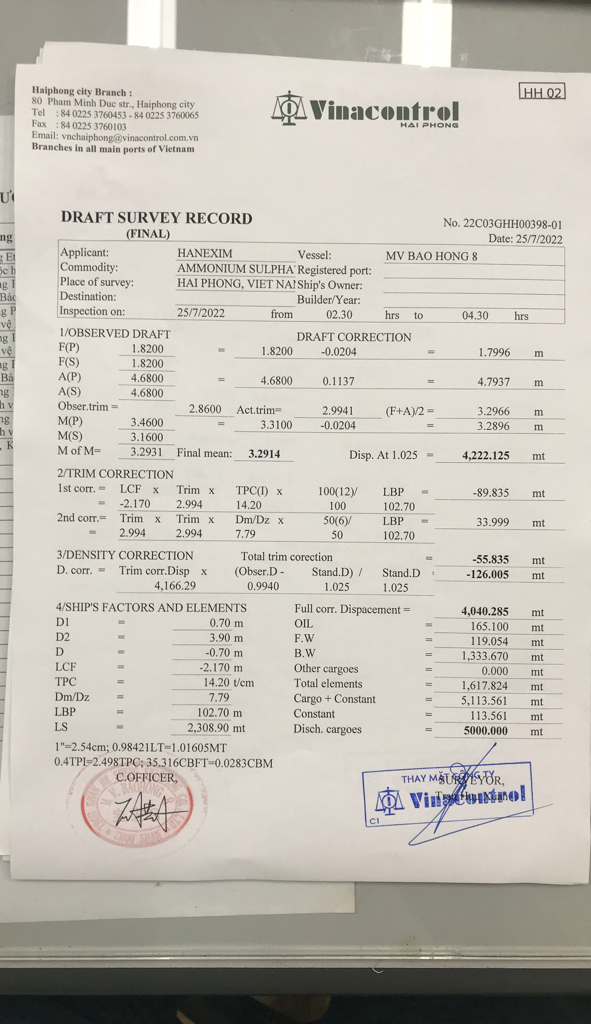 HH 02
Haiphong city Branch :
80 Pham Minh Duc str., Haiphong city
Tel : 84 0225 3760453 - 84 0225 3760065
Fax : 84 0225 3760103
Email: vnchaiphong@vinacontrol.com.vn
Branches in all main ports of Vietnam
Vinacontrol
HAI PHONG
DRAFT SURVEY RECORD
(FINAL)
No. 22C03GHH00398-01
Date: 25/7/2022
Applicant: HANEXIM Vessel: MV BAO HONG 8
Commodity: AMMONIUM SULPHA Registered port:
Place of survey: HAI PHONG, VIET NA Ship's Owner:
Destination: Builder/Year:
Inspection on: 25/7/2022 from 02.30 hrs to 04.30 hrs
1/OBSERVED DRAFT DRAFT CORRECTION
F(P) 1.8200 = 1.8200 -0.0204 = 1.7996 m
F(S) 1.8200
A(P) 4.6800 = 4.6800 0.1137 = 4.7937 m
A(S) 4.6800
Obser.trim = 2.8600 Act.trim= 2.9941 (F+A)/2 = 3.2966 m
M(P) 3.4600 = 3.3100 -0.0204 = 3.2896 m
M(S) 3.1600
M of M= 3.2931 Final mean: 3.2914 Disp. At 1.025 = 4,222.125 mt
2/TRIM CORRECTION
1st corr. = LCF x Trim x TPC(I) x 100(12)/ LBP = -89.835 mt
= -2.170 2.994 14.20 100 102.70
2nd corr.= Trim x Trim x Dm/Dz x 50(6)/ LBP = 33.999 mt
= 2.994 2.994 7.79 50 102.70
3/DENSITY CORRECTION Total trim corection = -55.835 mt
D. corr. = Trim corr.Disp x (Obser.D - Stand.D) / Stand.D = -126.005 mt
4,166.29 0.9940 1.025 1.025
4/SHIP'S FACTORS AND ELEMENTS Full corr. Dispacement = 4,040.285 mt
D1 = 0.70 m OIL = 165.100 mt
D2 = 3.90 m F.W = 119.054 mt
D = -0.70 m B.W = 1,333.670 mt
LCF = -2.170 m Other cargoes = 0.000 mt
TPC = 14.20 t/cm Total elements = 1,617.824 mt
Dm/Dz = 7.79 Cargo + Constant = 5,113.561 mt
LBP = 102.70 m Constant = 113.561 mt
LS = 2,308.90 mt Disch. cargoes = 5000.000 mt
1"=2.54cm; 0.98421LT=1.01605MT
0.4TPI=2.498TPC; 35.316CBFT=0.0283CBM
C.OFFICER,
THAY MẶT CÔNG TY
SURVEYOR,
Vinacontrol
CI